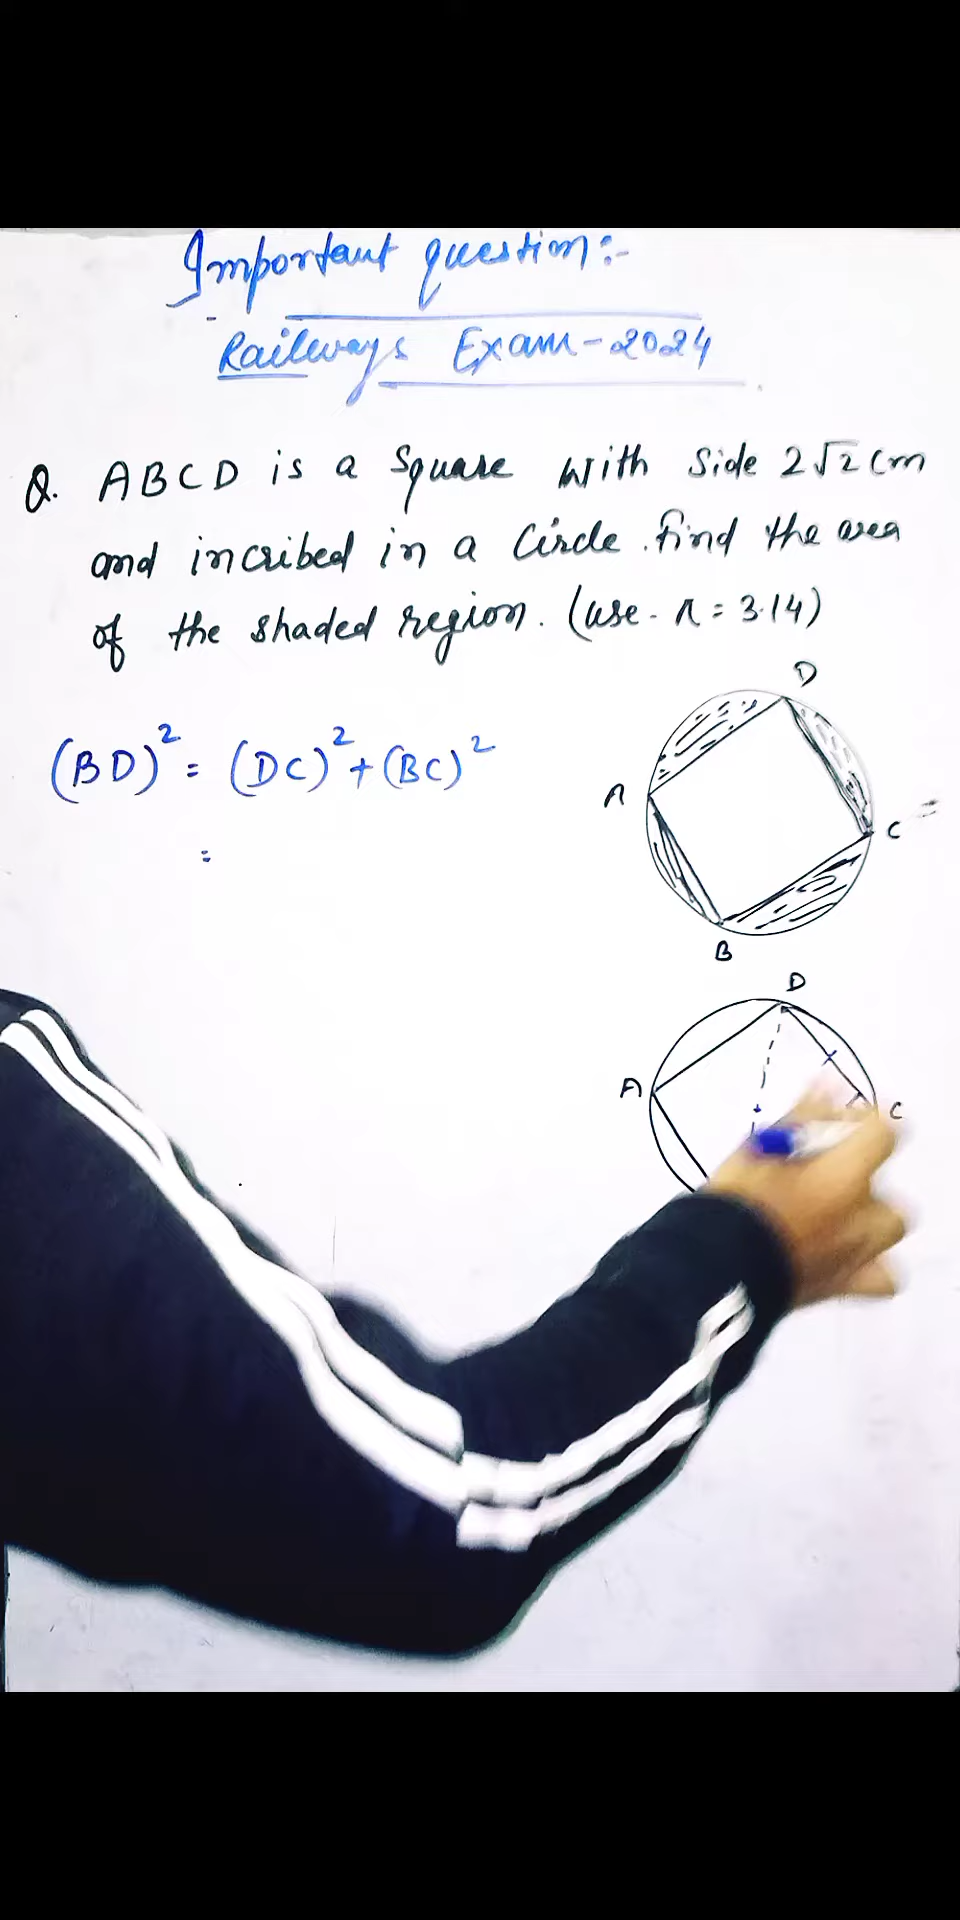 Important question:-
Railways Exam-2024
Q. ABCD is a Square with Side 2√2 cm
and incribed in a Circle. find the area
of the shaded region. (use - π = 3.14)
D
(BD)² = (DC)² + (BC)²
A
C =
=
B
D
A
C